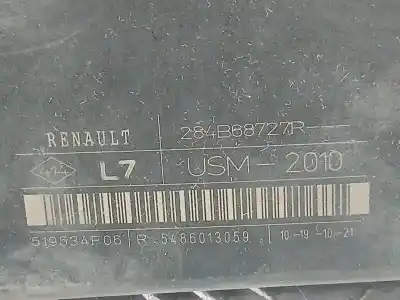 RENAULT 284B68727R
L7 USM-2010
519534F06 R 5486013059 10-19-10-21